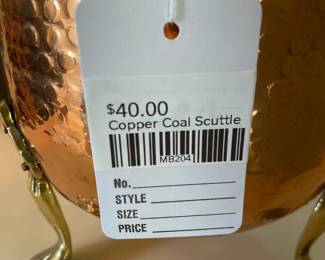 $40.00
Copper Coal Scuttle
MB204
No.
STYLE
SIZE
PRICE